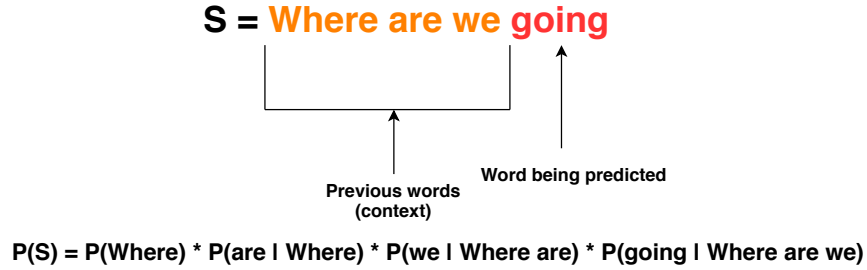 S = Where are we going
Previous words
(context)
Word being predicted
P(S) = P(Where) * P(are | Where) * P(we | Where are) * P(going | Where are we)